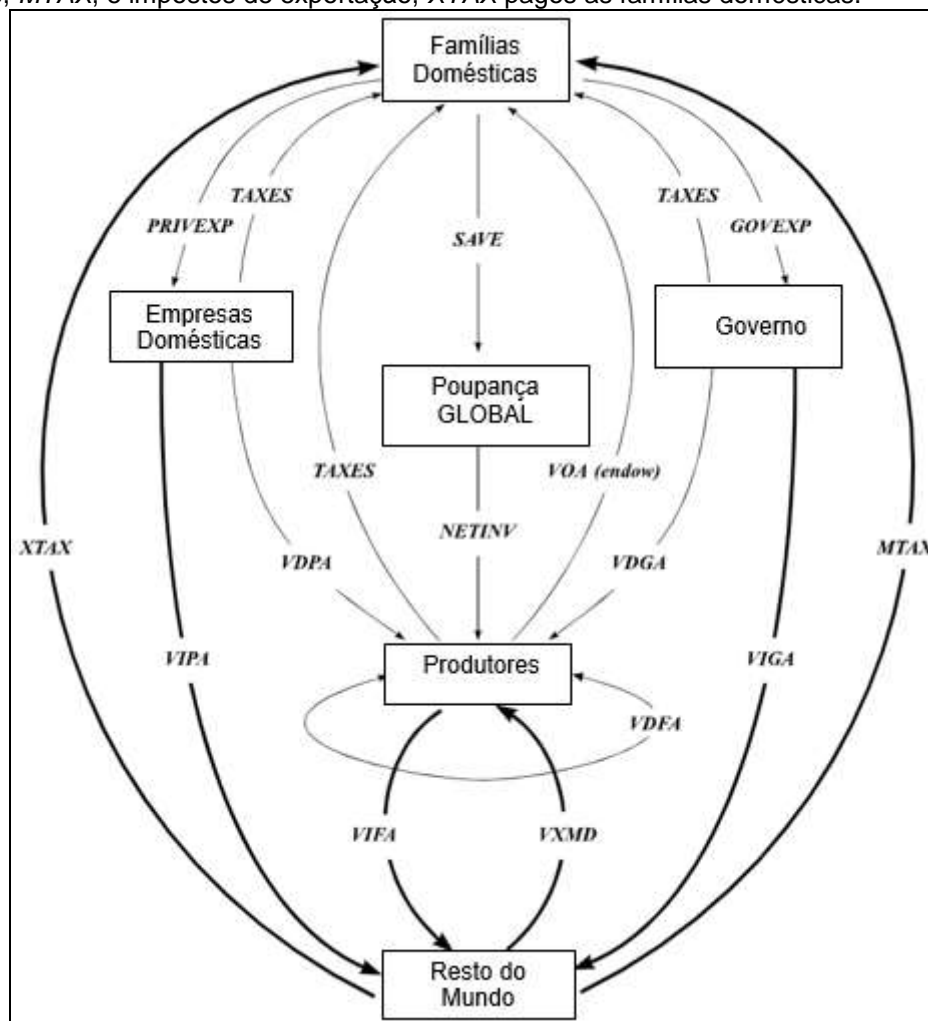 MTAX, e impostos de exportação, XTAX pagos às famílias domésticas.
Famílias
Domésticas
TAXES
TAXES
PRIVEXP
GOVEXP
SAVE
Empresas
Domésticas
Governo
Poupança
GLOBAL
TAXES
VOA (endow)
NETINV
XTAX
MTAX
VDPA
VDGA
VIPA
VIGA
Produtores
VDFA
VIFA
VXMD
Resto do
Mundo